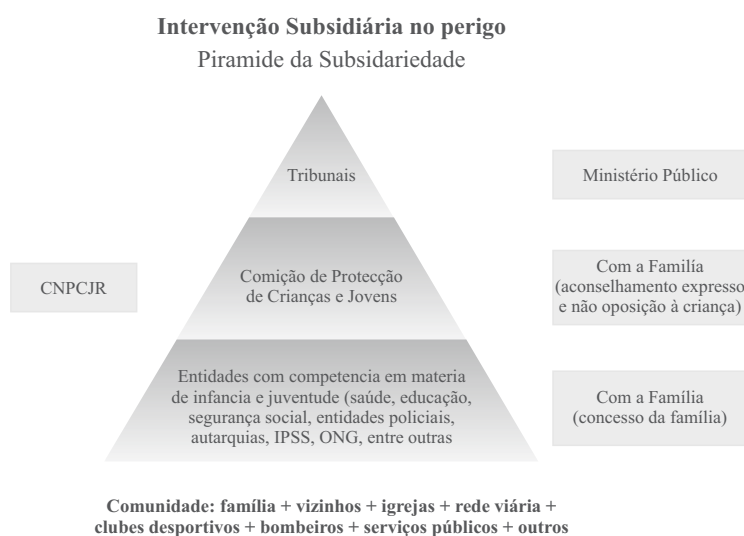 Intervenção Subsidiária no perigo
Piramide da Subsidariedade
Tribunais
Ministério Público
CNPCJR
Comição de Protecção
de Crianças e Jovens
Com a Familía
(aconselhamento expresso
e não oposição à criança)
Entidades com competencia em materia
de infancia e juventude (saúde, educação,
segurança social, entidades policiais,
autarquias, IPSS, ONG, entre outras
Com a Família
(concesso da família)
Comunidade: família + vizinhos + igrejas + rede viária +
clubes desportivos + bombeiros + serviços públicos + outros